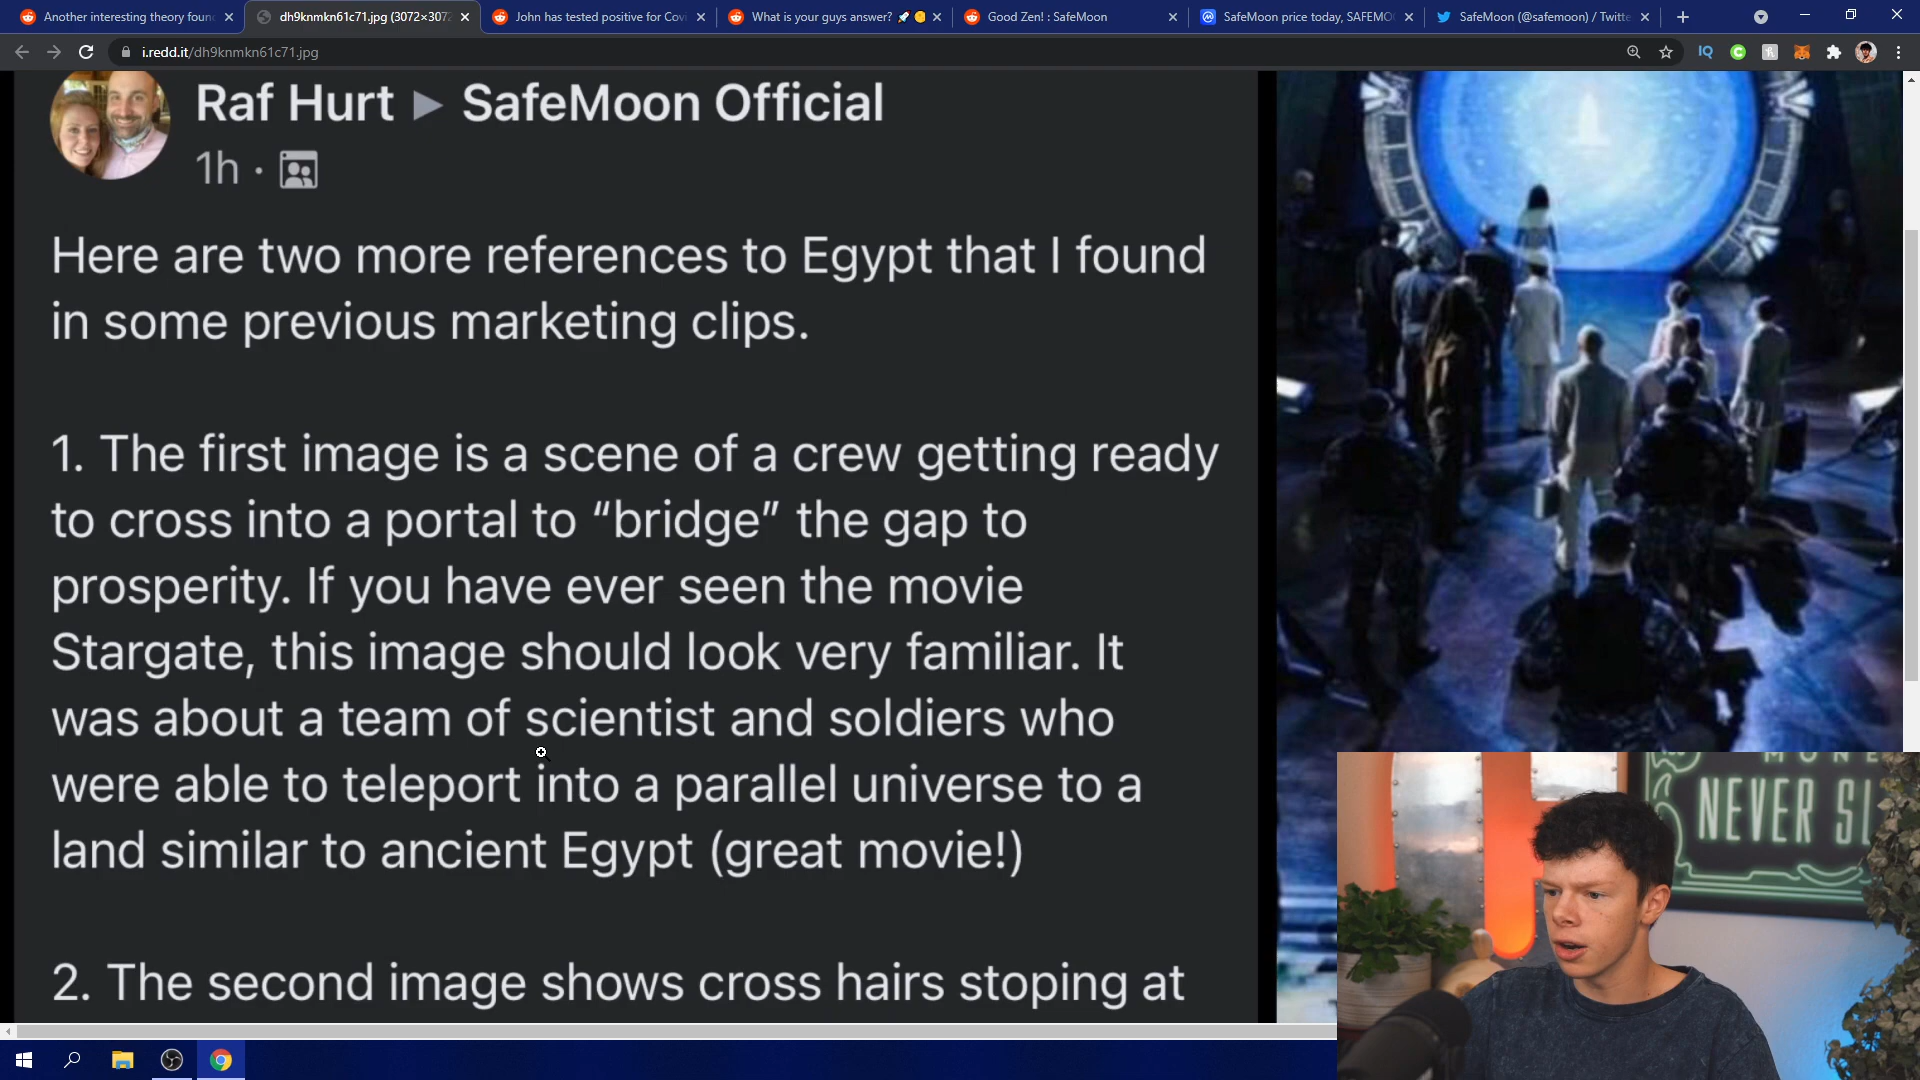 Another interesting theory foun
dh9knmkn61c71.jpg (3072×307
John has tested positive for Cov
What is your guys answer? 🚀🌕
Good Zen! : SafeMoon
SafeMoon price today, SAFEMO
SafeMoon (@safemoon) / Twitte
i.redd.it/dh9knmkn61c71.jpg
IQ
Raf Hurt ▶ SafeMoon Official
1h ·
Here are two more references to Egypt that I found
in some previous marketing clips.
1. The first image is a scene of a crew getting ready
to cross into a portal to “bridge” the gap to
prosperity. If you have ever seen the movie
Stargate, this image should look very familiar. It
was about a team of scientist and soldiers who
were able to teleport into a parallel universe to a
land similar to ancient Egypt (great movie!)
2. The second image shows cross hairs stoping at
NEVER SL